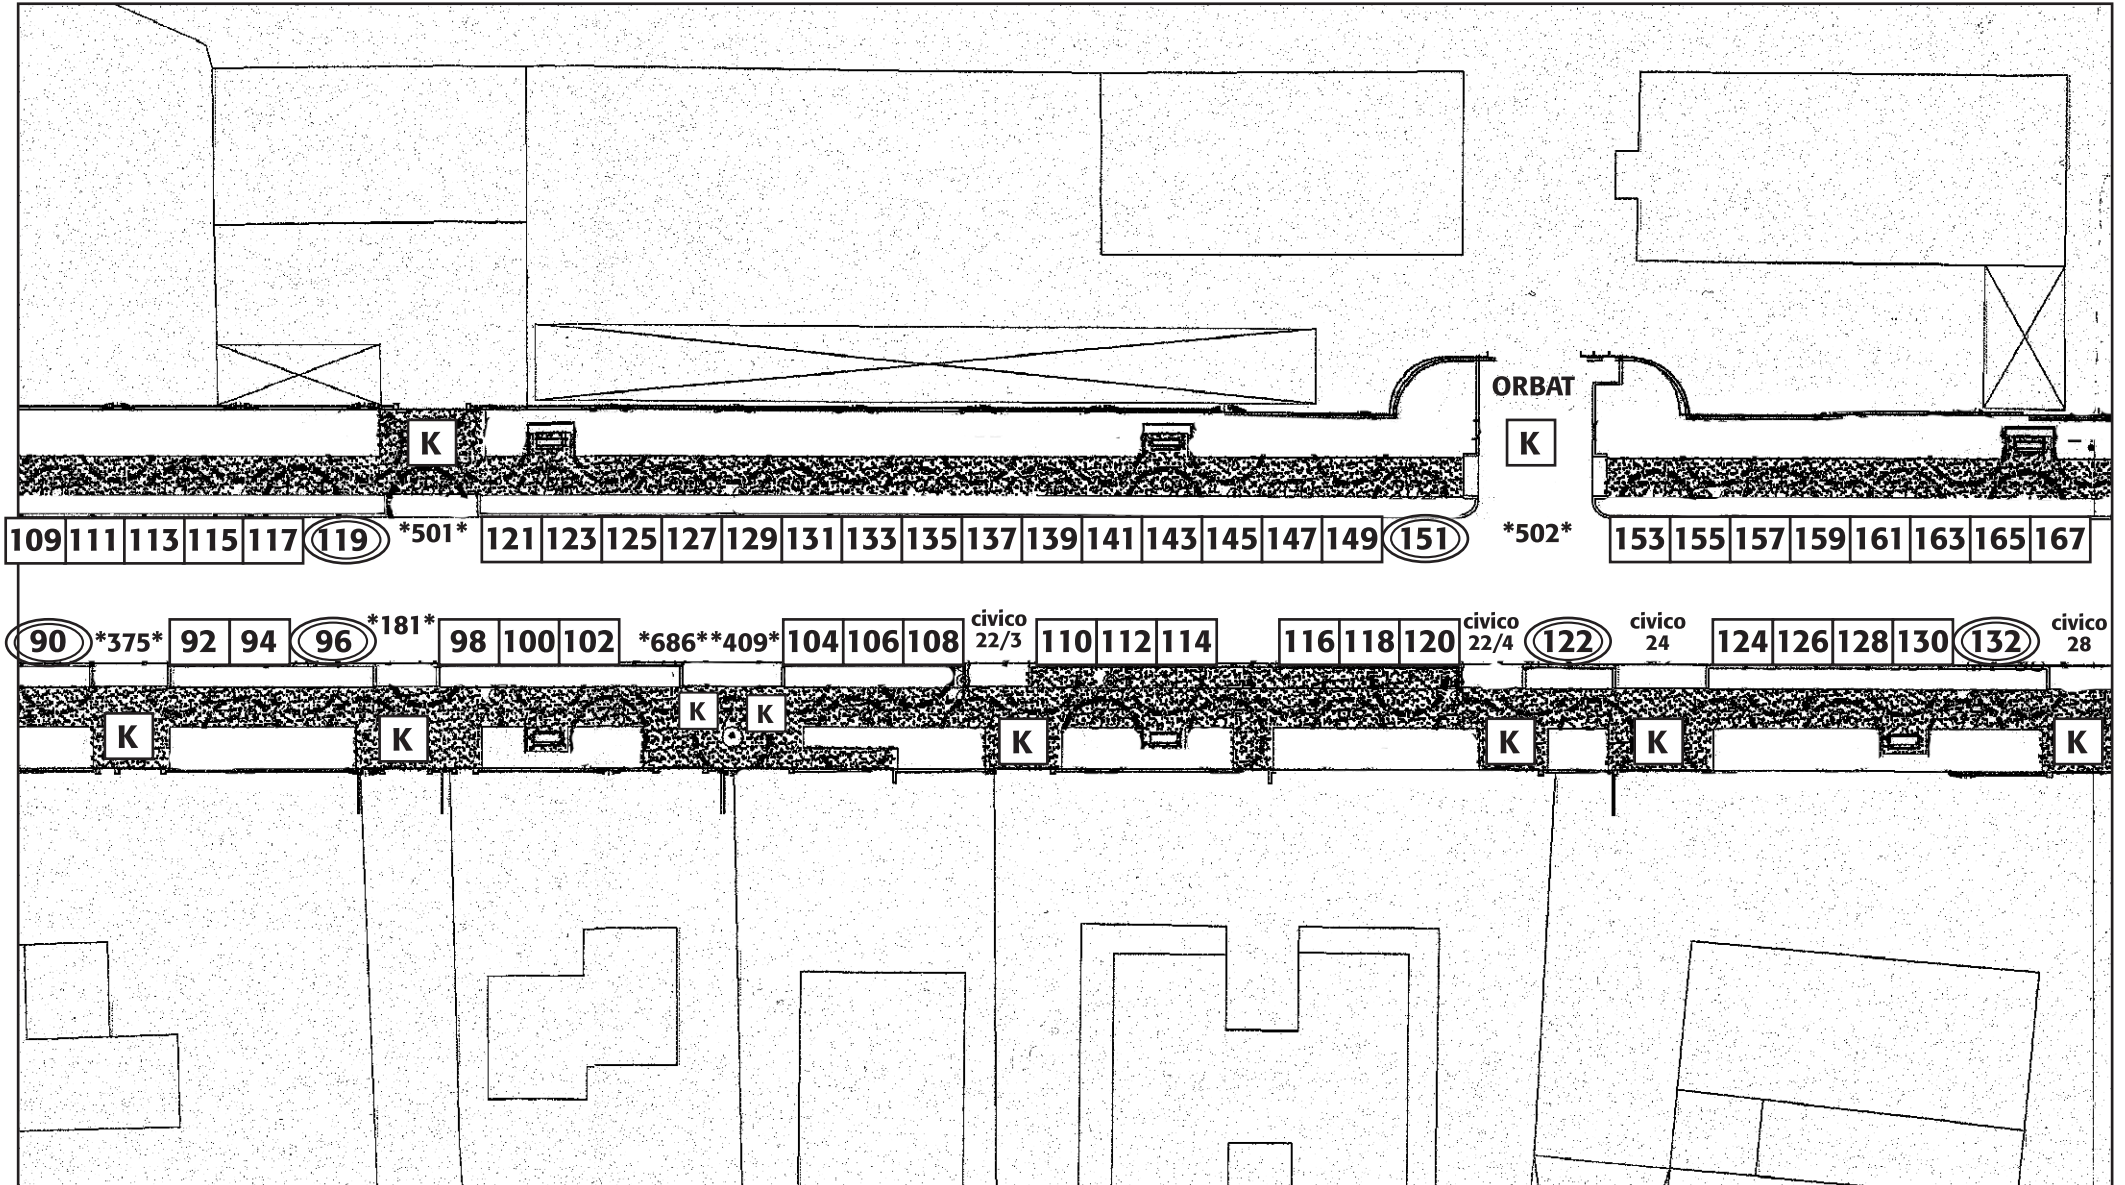 ORBAT
K K
109 111 113 115 117 119 *501* 121 123 125 127 129 131 133 135 137 139 141 143 145 147 149 151 *502* 153 155 157 159 161 163 165 167
90 *375* 92 94 96 *181* 98 100 102 *686* *409* 104 106 108 civico 22/3 110 112 114 116 118 120 civico 22/4 122 civico 24 124 126 128 130 132 civico 28
K K K K K K K K